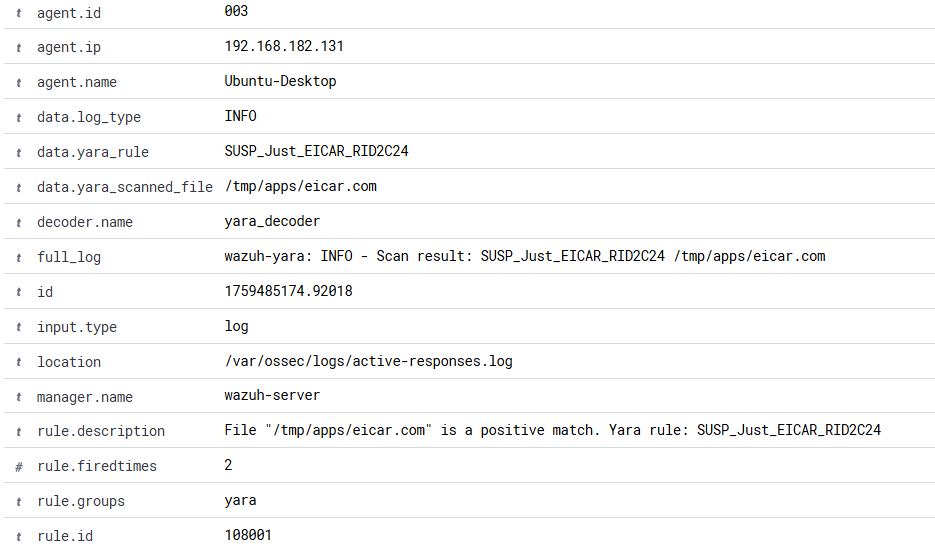 t agent.id 003
t agent.ip 192.168.182.131
t agent.name Ubuntu-Desktop
t data.log_type INFO
t data.yara_rule SUSP_Just_EICAR_RID2C24
t data.yara_scanned_file /tmp/apps/eicar.com
t decoder.name yara_decoder
t full_log wazuh-yara: INFO - Scan result: SUSP_Just_EICAR_RID2C24 /tmp/apps/eicar.com
t id 1759485174.92018
t input.type log
t location /var/ossec/logs/active-responses.log
t manager.name wazuh-server
t rule.description File "/tmp/apps/eicar.com" is a positive match. Yara rule: SUSP_Just_EICAR_RID2C24
# rule.firedtimes 2
t rule.groups yara
t rule.id 108001